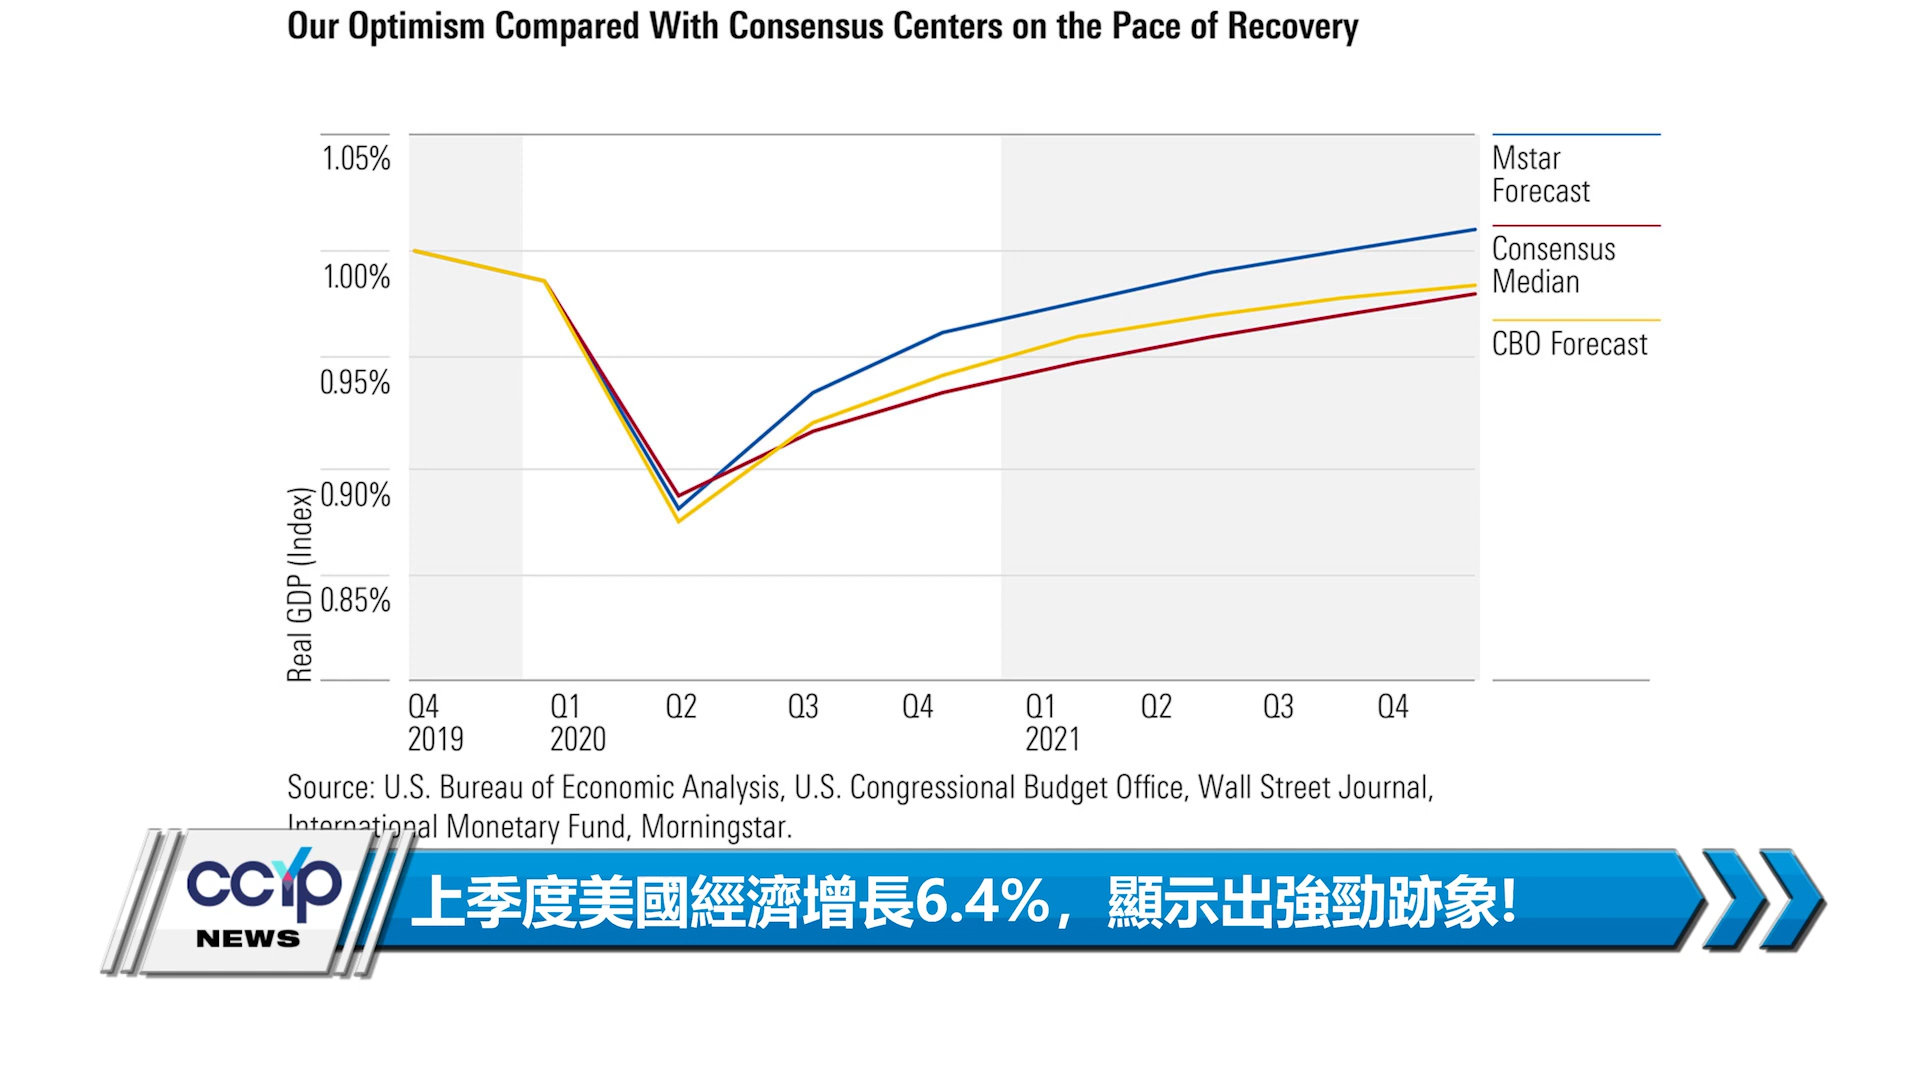 Our Optimism Compared With Consensus Centers on the Pace of Recovery
1.05%
1.00%
0.95%
0.90%
0.85%
Real GDP (Index)
Mstar
Forecast
Consensus
Median
CBO Forecast
Q4 Q1 Q2 Q3 Q4 Q1 Q2 Q3 Q4
2019 2020 2021
Source: U.S. Bureau of Economic Analysis, U.S. Congressional Budget Office, Wall Street Journal,
International Monetary Fund, Morningstar.
CCYP
NEWS
上季度美國經濟增長6.4%，顯示出強勁跡象!